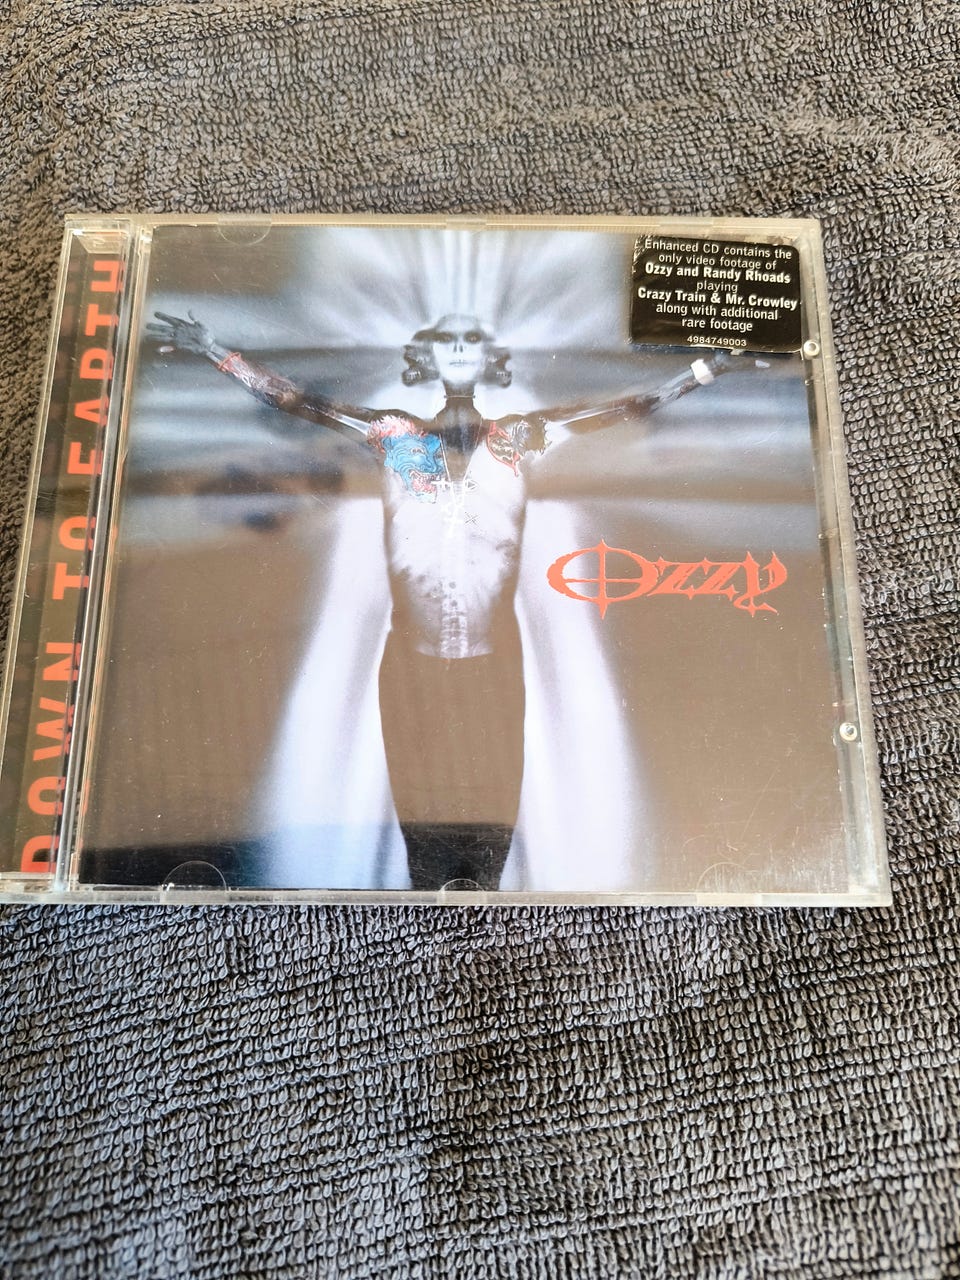 DOWN TO EARTH
Enhanced CD contains the
only video footage of
Ozzy and Randy Rhoads
playing
Crazy Train & Mr. Crowley
along with additional
rare footage
4984749003
Ozzy